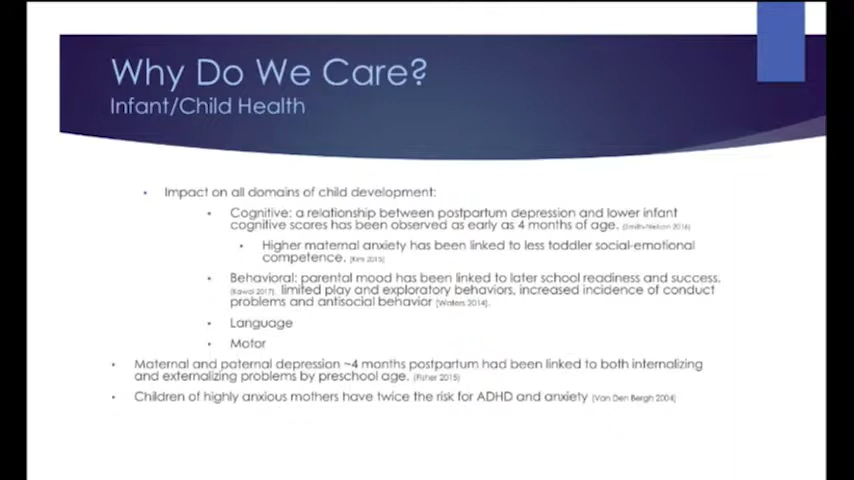 Why Do We Care?
Infant/Child Health
Impact on all domains of child development:
Cognitive: a relationship between postpartum depression and lower infant
cognitive scores has been observed as early as 4 months of age.
Higher maternal anxiety has been linked to less toddler social-emotional
competence. (Kim 2015)
Behavioral: parental mood has been linked to later school readiness and success.
limited play and exploratory behaviors, increased incidence of conduct
problems and antisocial behavior (Waters 2014).
Language
Motor
Maternal and paternal depression ~4 months postpartum had been linked to both internalizing
and externalizing problems by preschool age. (Fisher 2015)
Children of highly anxious mothers have twice the risk for ADHD and anxiety (Van Den Bergh 2004)